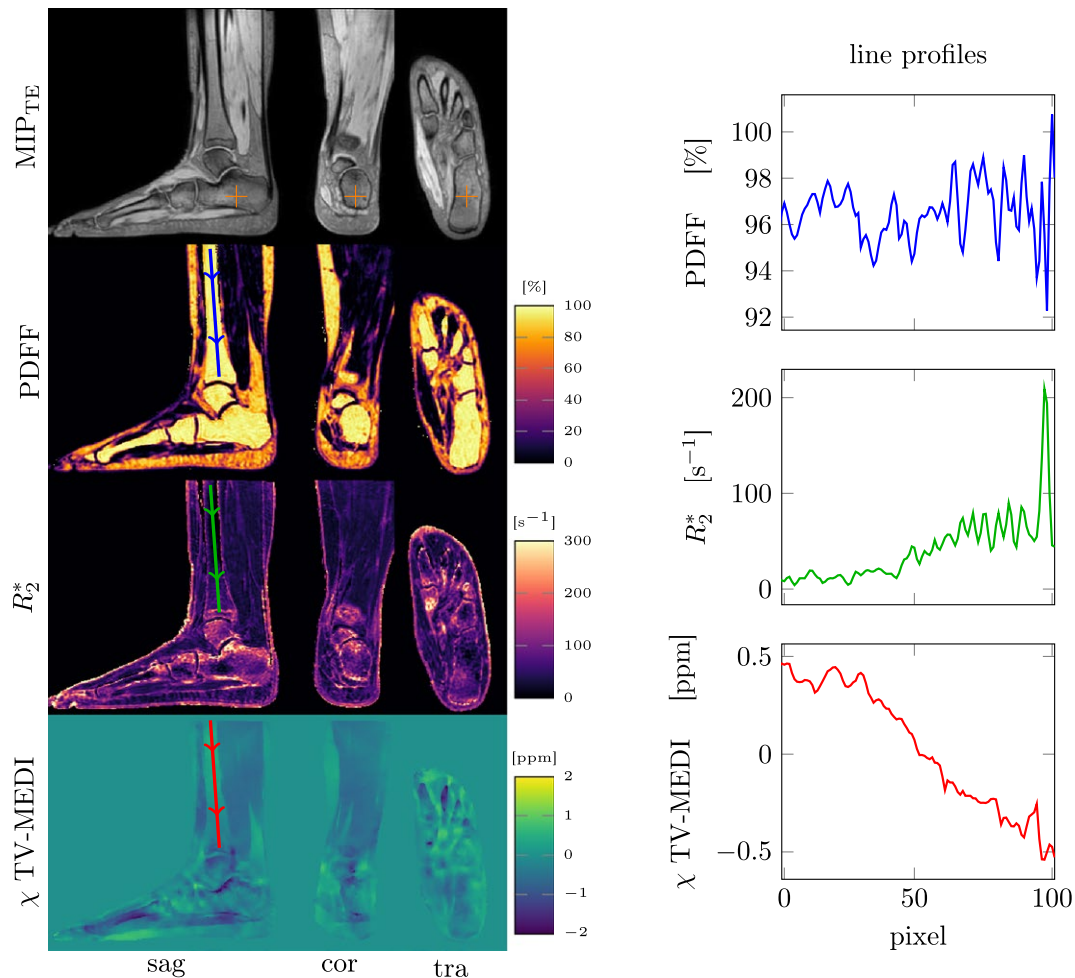 line profiles
MIP_TE
PDFF
[%]
100
80
60
40
20
0
R₂*
[s⁻¹]
300
200
100
0
χ TV-MEDI
[ppm]
2
1
0
−1
−2
sag
cor
tra
PDFF [%]
100
98
96
94
92
R₂* [s⁻¹]
200
100
0
χ TV-MEDI [ppm]
0.5
0
−0.5
0
50
100
pixel